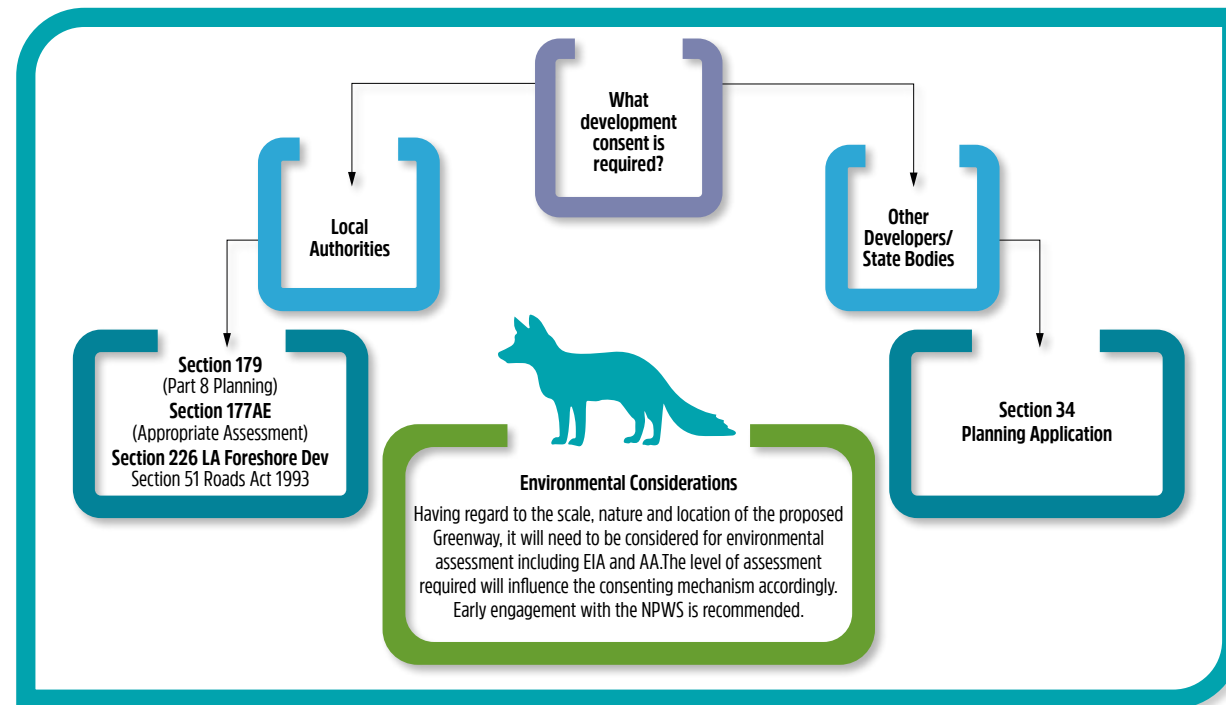 What
development
consent is
required?
Local
Authorities
Other
Developers/
State Bodies
Section 179
(Part 8 Planning)
Section 177AE
(Appropriate Assessment)
Section 226 LA Foreshore Dev
Section 51 Roads Act 1993
Section 34
Planning Application
Environmental Considerations
Having regard to the scale, nature and location of the proposed
Greenway, it will need to be considered for environmental
assessment including EIA and AA.The level of assessment
required will influence the consenting mechanism accordingly.
Early engagement with the NPWS is recommended.